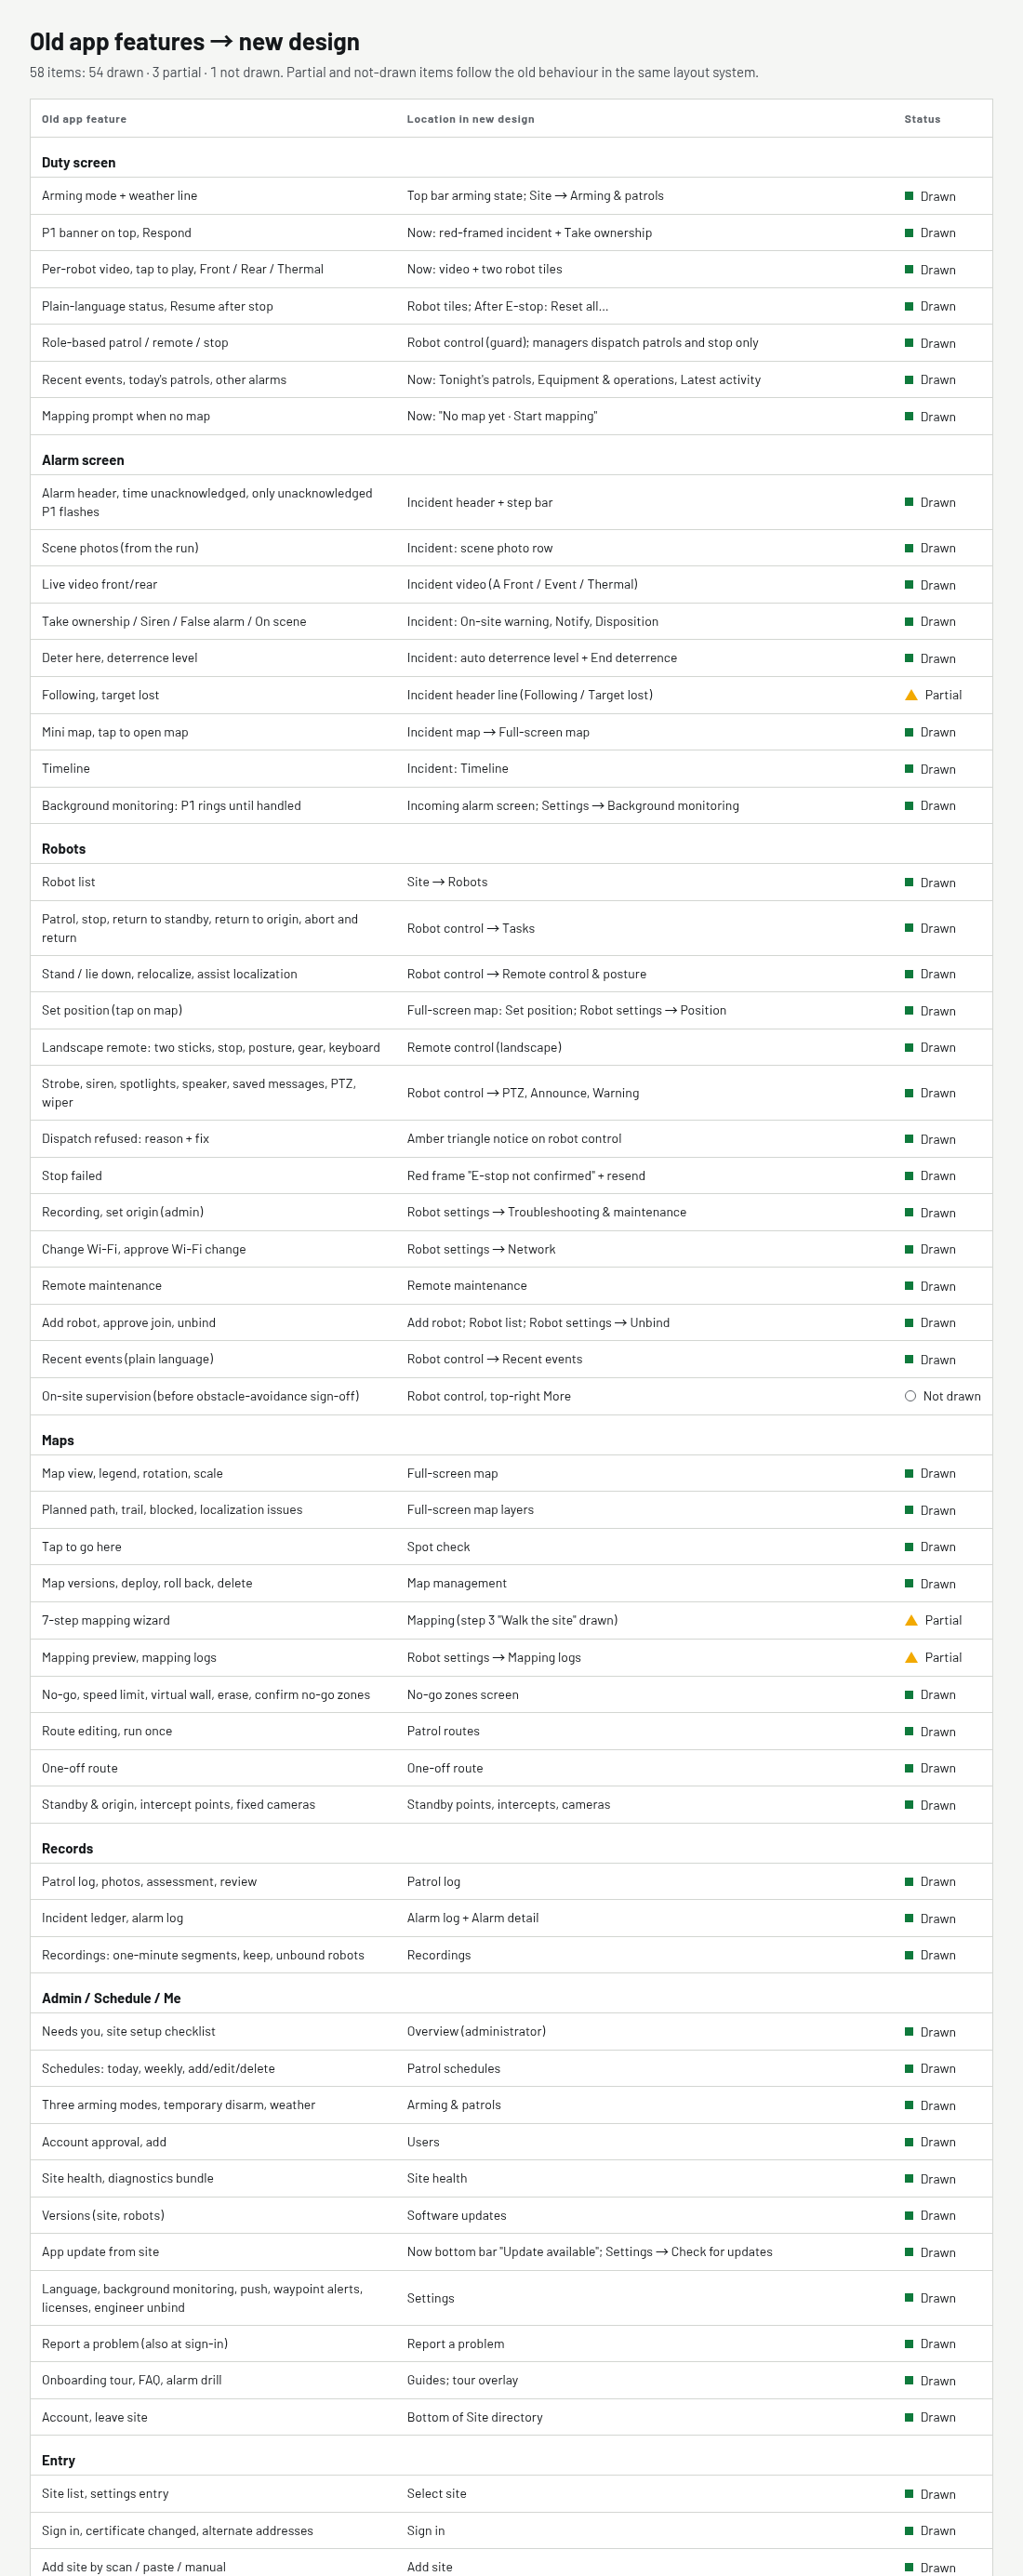 Old app features → new design
58 items: 54 drawn · 3 partial · 1 not drawn. Partial and not-drawn items follow the old behaviour in the same layout system.
Old app feature Location in new design Status
Duty screen
Arming mode + weather line Top bar arming state; Site → Arming & patrols Drawn
P1 banner on top, Respond Now: red-framed incident + Take ownership Drawn
Per-robot video, tap to play, Front / Rear / Thermal Now: video + two robot tiles Drawn
Plain-language status, Resume after stop Robot tiles; After E-stop: Reset all... Drawn
Role-based patrol / remote / stop Robot control (guard); managers dispatch patrols and stop only Drawn
Recent events, today's patrols, other alarms Now: Tonight's patrols, Equipment & operations, Latest activity Drawn
Mapping prompt when no map Now: "No map yet · Start mapping" Drawn
Alarm screen
Alarm header, time unacknowledged, only unacknowledged
P1 flashes Incident header + step bar Drawn
Scene photos (from the run) Incident: scene photo row Drawn
Live video front/rear Incident video (A Front / Event / Thermal) Drawn
Take ownership / Siren / False alarm / On scene Incident: On-site warning, Notify, Disposition Drawn
Deter here, deterrence level Incident: auto deterrence level + End deterrence Drawn
Following, target lost Incident header line (Following / Target lost) Partial
Mini map, tap to open map Incident map → Full-screen map Drawn
Timeline Incident: Timeline Drawn
Background monitoring: P1 rings until handled Incoming alarm screen; Settings → Background monitoring Drawn
Robots
Robot list Site → Robots Drawn
Patrol, stop, return to standby, return to origin, abort and
return Robot control → Tasks Drawn
Stand / lie down, relocalize, assist localization Robot control → Remote control & posture Drawn
Set position (tap on map) Full-screen map: Set position; Robot settings → Position Drawn
Landscape remote: two sticks, stop, posture, gear, keyboard Remote control (landscape) Drawn
Strobe, siren, spotlights, speaker, saved messages, PTZ,
wiper Robot control → PTZ, Announce, Warning Drawn
Dispatch refused: reason + fix Amber triangle notice on robot control Drawn
Stop failed Red frame "E-stop not confirmed" + resend Drawn
Recording, set origin (admin) Robot settings → Troubleshooting & maintenance Drawn
Change Wi-Fi, approve Wi-Fi change Robot settings → Network Drawn
Remote maintenance Remote maintenance Drawn
Add robot, approve join, unbind Add robot; Robot list; Robot settings → Unbind Drawn
Recent events (plain language) Robot control → Recent events Drawn
On-site supervision (before obstacle-avoidance sign-off) Robot control, top-right More Not drawn
Maps
Map view, legend, rotation, scale Full-screen map Drawn
Planned path, trail, blocked, localization issues Full-screen map layers Drawn
Tap to go here Spot check Drawn
Map versions, deploy, roll back, delete Map management Drawn
7-step mapping wizard Mapping (step 3 "Walk the site" drawn) Partial
Mapping preview, mapping logs Robot settings → Mapping logs Partial
No-go, speed limit, virtual wall, erase, confirm no-go zones No-go zones screen Drawn
Route editing, run once Patrol routes Drawn
One-off route One-off route Drawn
Standby & origin, intercept points, fixed cameras Standby points, intercepts, cameras Drawn
Records
Patrol log, photos, assessment, review Patrol log Drawn
Incident ledger, alarm log Alarm log + Alarm detail Drawn
Recordings: one-minute segments, keep, unbound robots Recordings Drawn
Admin / Schedule / Me
Needs you, site setup checklist Overview (administrator) Drawn
Schedules: today, weekly, add/edit/delete Patrol schedules Drawn
Three arming modes, temporary disarm, weather Arming & patrols Drawn
Account approval, add Users Drawn
Site health, diagnostics bundle Site health Drawn
Versions (site, robots) Software updates Drawn
App update from site Now bottom bar "Update available"; Settings → Check for updates Drawn
Language, background monitoring, push, waypoint alerts,
licenses, engineer unbind Settings Drawn
Report a problem (also at sign-in) Report a problem Drawn
Onboarding tour, FAQ, alarm drill Guides; tour overlay Drawn
Account, leave site Bottom of Site directory Drawn
Entry
Site list, settings entry Select site Drawn
Sign in, certificate changed, alternate addresses Sign in Drawn
Add site by scan / paste / manual Add site Drawn